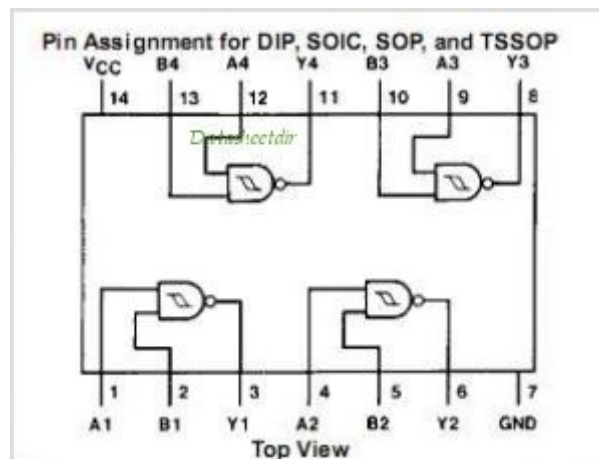 Pin Assignment for DIP, SOIC, SOP, and TSSOP
VCC B4 A4 Y4 B3 A3 Y3
14 13 12 11 10 9 8
Datasheetdir
1 2 3 4 5 6 7
A1 B1 Y1 A2 B2 Y2 GND
Top View